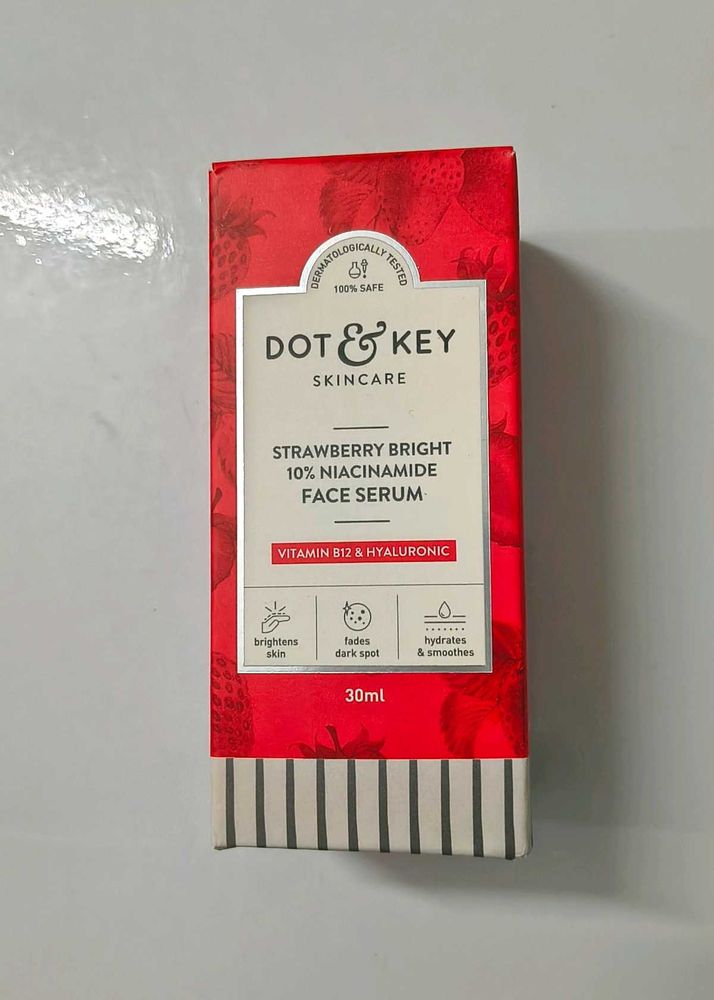 DERMATOLOGICALLY TESTED
100% SAFE
DOT & KEY
SKINCARE
STRAWBERRY BRIGHT
10% NIACINAMIDE
FACE SERUM
VITAMIN B12 & HYALURONIC
brightens
skin
fades
dark spot
hydrates
& smoothes
30ml